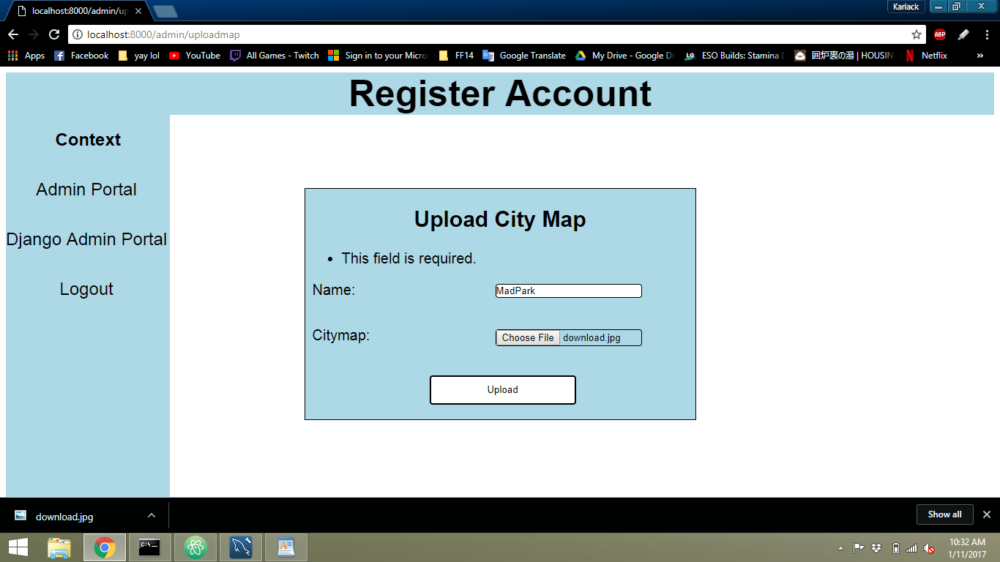 localhost:8000/admin/up
Kariack
localhost:8000/admin/uploadmap
ABP
Apps
Facebook
yay lol
YouTube
All Games - Twitch
Sign in to your Micro
FF14
Google Translate
My Drive - Google Dr
LG
ESO Builds: Stamina D
囲炉裏の湯 | HOUSIN
Netflix
»
Register Account
Context
Admin Portal
Django Admin Portal
Logout
Upload City Map
• This field is required.
Name:
MadPark
Citymap:
Choose File download.jpg
Upload
download.jpg
Show all
C:\_
10:32 AM
1/11/2017